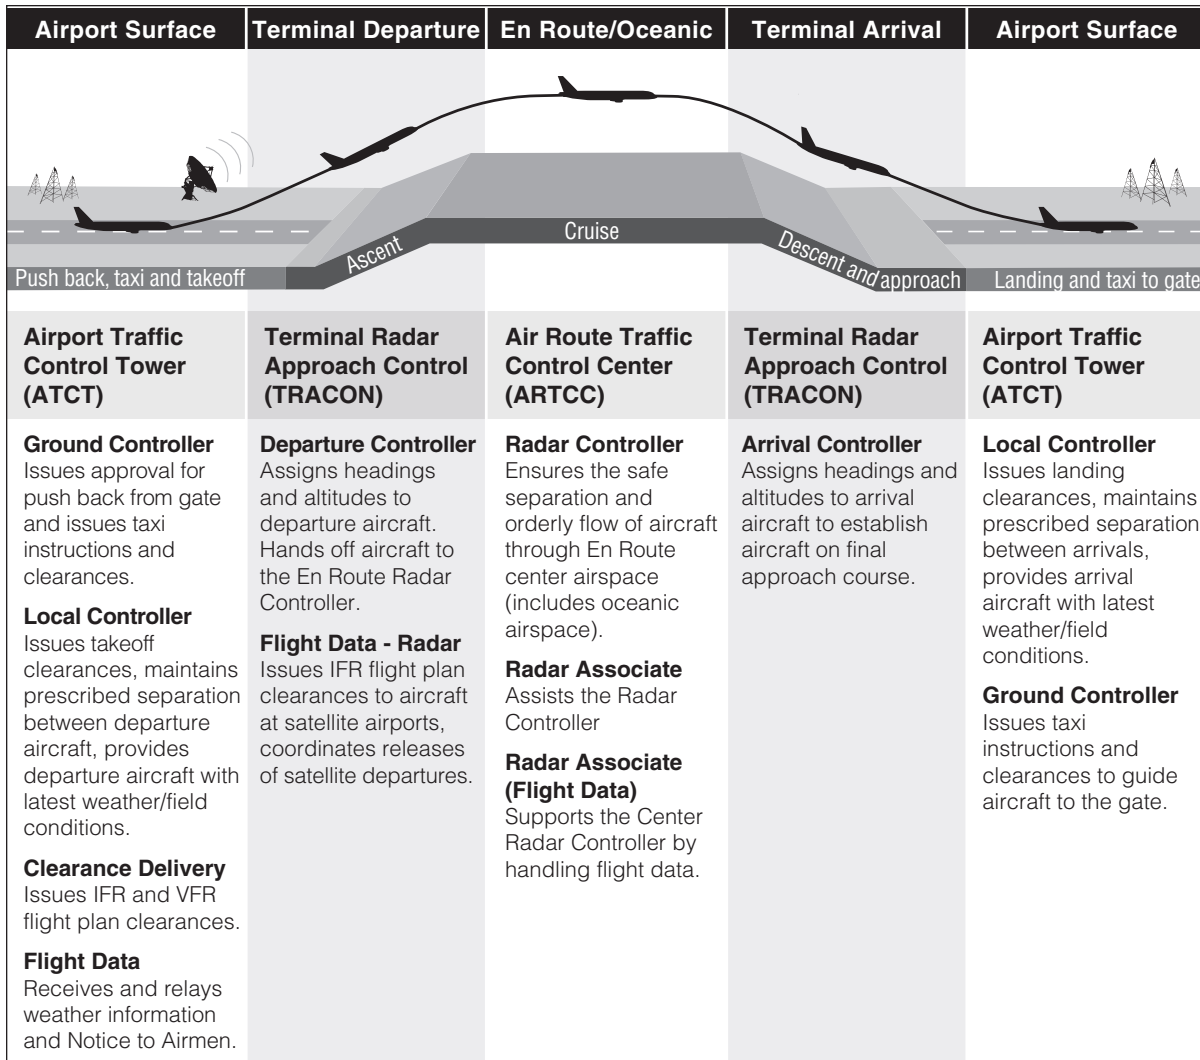 Airport Surface
Terminal Departure
En Route/Oceanic
Terminal Arrival
Airport Surface
Push back, taxi and takeoff
Ascent
Cruise
Descent and approach
Landing and taxi to gate
Airport Traffic
Control Tower
(ATCT)
Ground Controller
Issues approval for
push back from gate
and issues taxi
instructions and
clearances.
Local Controller
Issues takeoff
clearances, maintains
prescribed separation
between departure
aircraft, provides
departure aircraft with
latest weather/field
conditions.
Clearance Delivery
Issues IFR and VFR
flight plan clearances.
Flight Data
Receives and relays
weather information
and Notice to Airmen.
Terminal Radar
Approach Control
(TRACON)
Departure Controller
Assigns headings
and altitudes to
departure aircraft.
Hands off aircraft to
the En Route Radar
Controller.
Flight Data - Radar
Issues IFR flight plan
clearances to aircraft
at satellite airports,
coordinates releases
of satellite departures.
Air Route Traffic
Control Center
(ARTCC)
Radar Controller
Ensures the safe
separation and
orderly flow of aircraft
through En Route
center airspace
(includes oceanic
airspace).
Radar Associate
Assists the Radar
Controller
Radar Associate
(Flight Data)
Supports the Center
Radar Controller by
handling flight data.
Terminal Radar
Approach Control
(TRACON)
Arrival Controller
Assigns headings and
altitudes to arrival
aircraft to establish
aircraft on final
approach course.
Airport Traffic
Control Tower
(ATCT)
Local Controller
Issues landing
clearances, maintains
prescribed separation
between arrivals,
provides arrival
aircraft with latest
weather/field
conditions.
Ground Controller
Issues taxi
instructions and
clearances to guide
aircraft to the gate.